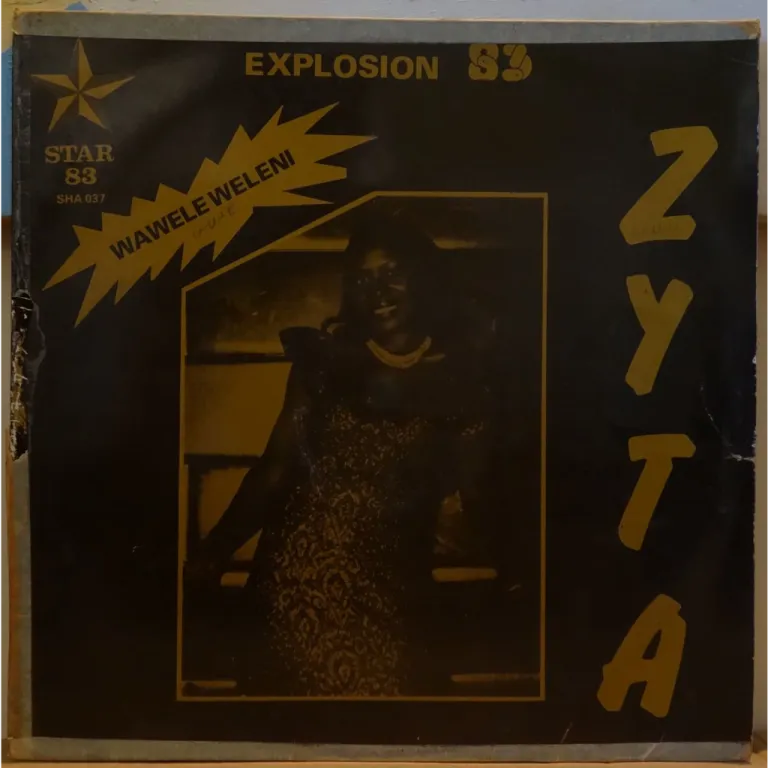 EXPLOSION 83
STAR
83
SHA 037
WAWELE WELENI
ZYTA